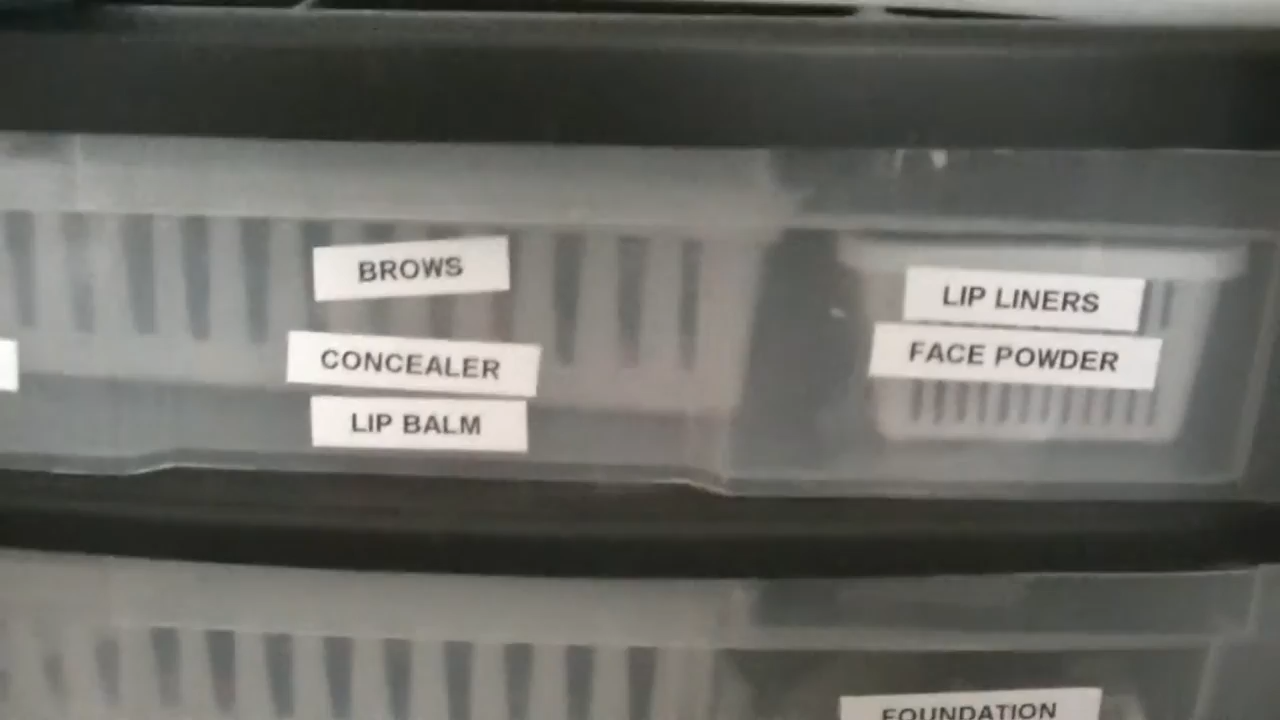 BROWS
CONCEALER
LIP BALM
LIP LINERS
FACE POWDER
FOUNDATION